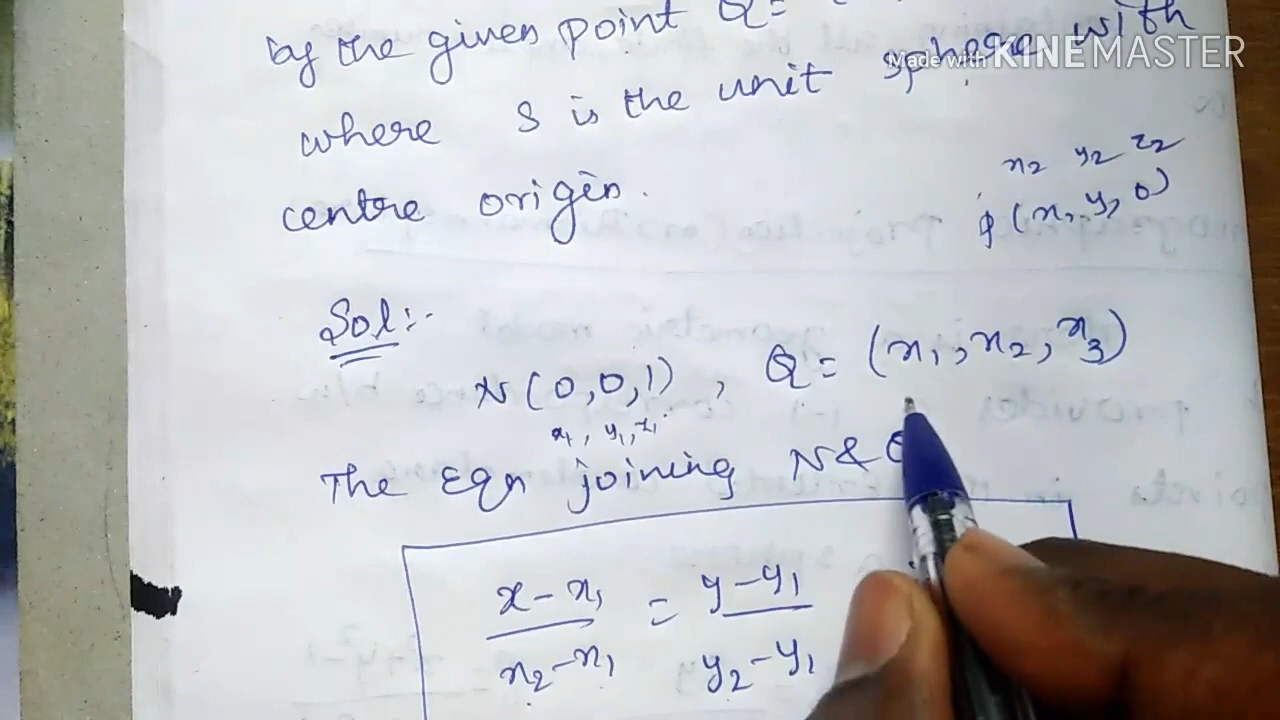 by the given point Q =
Made with KINEMASTER
where S is the unit sphere with
centre origin.
x2 y2 z2
(x, y, 0)
Sol:-
N (0,0,1) , Q = (x1, x2, x3)
x1, y1, z1
The Eqn joining N &
x - x1 / x2 - x1 = y - y1 / y2 - y1